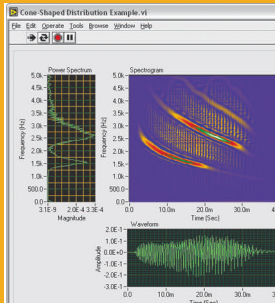 Cone-Shaped Distribution Example.vi
File Edit Operate Tools Browse Window Help
Power Spectrum
5.0k
4.5k
4.0k
3.5k
3.0k
2.5k
2.0k
1.5k
1.0k
500.0
0.0
Frequency (Hz)
3.1E-9 2.0E-4 3.3E-4
Magnitude
Spectrogram
5.0k
4.5k
4.0k
3.5k
3.0k
2.5k
2.0k
1.5k
1.0k
500.0
0.0
Frequency (Hz)
0.0 10.0m 20.0m 30.0m
Time (Sec)
Waveform
2.0E-1
1.0E-1
0.0E+0
-1.0E-1
-2.0E-1
-3.0E-1
Amplitude
0.0 10.0m 20.0m 30.0m
Time (Sec)